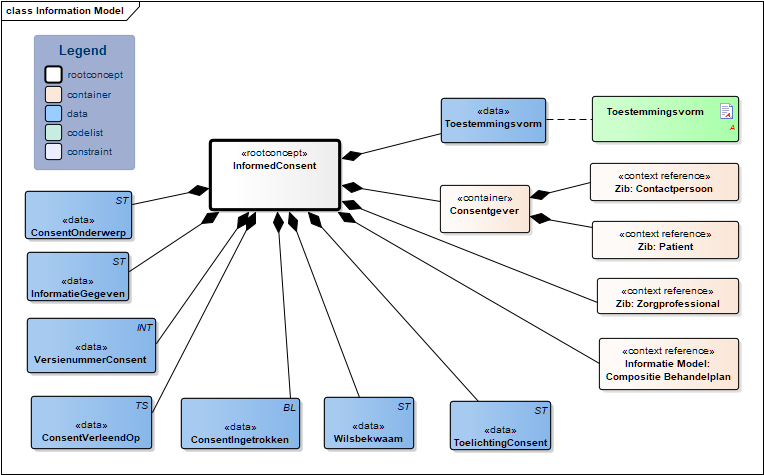 class Information Model
Legend
rootconcept
container
data
codelist
constraint
«rootconcept»
InformedConsent
«data»
Toestemmingsvorm
Toestemmingsvorm
A
«container»
Consentgever
«context reference»
Zib: Contactpersoon
«context reference»
Zib: Patient
«context reference»
Zib: Zorgprofessional
«context reference»
Informatie Model:
Compositie Behandelplan
ST
«data»
ConsentOnderwerp
ST
«data»
InformatieGegeven
INT
«data»
VersienummerConsent
TS
«data»
ConsentVerleendOp
BL
«data»
ConsentIngetrokken
ST
«data»
Wilsbekwaam
ST
«data»
ToelichtingConsent